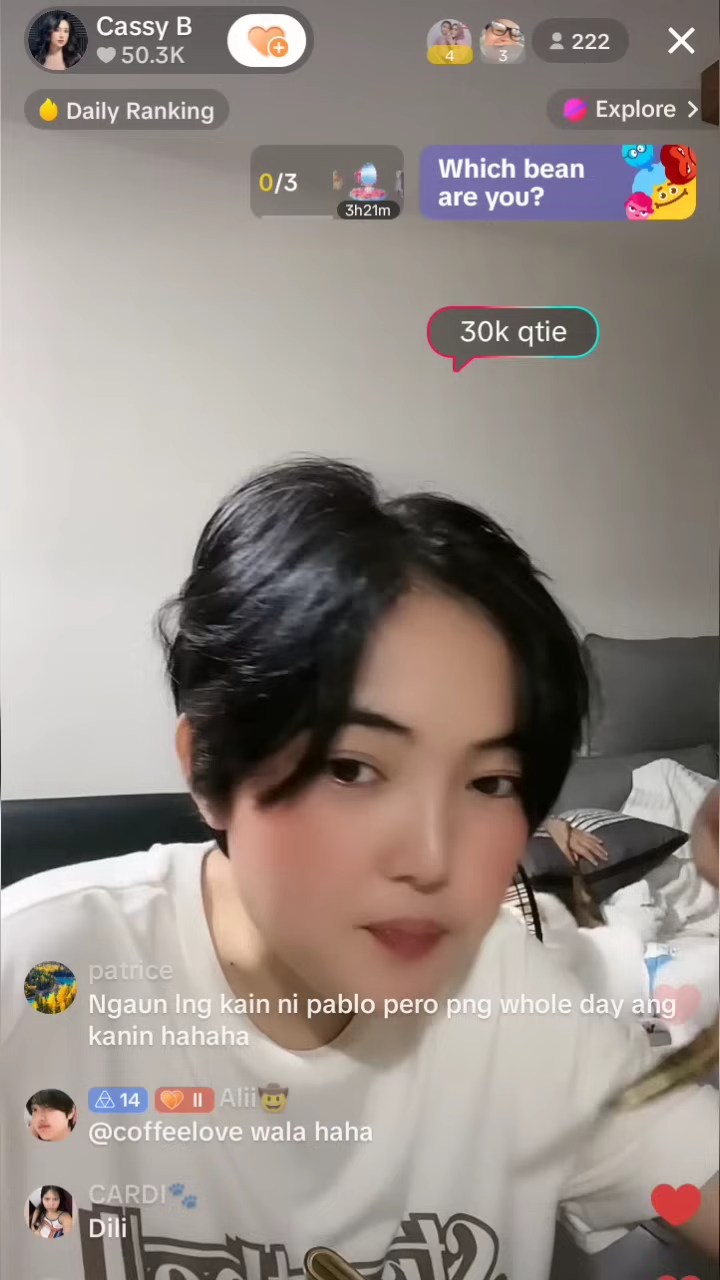 Cassy B
50.3K
4
3
222
Daily Ranking
Explore
0/3
3h21m
Which bean
are you?
30k qtie
patrice
Ngaun lng kain ni pablo pero png whole day ang
kanin hahaha
14
II
Alii🤠
@coffeelove wala haha
CARDI🐾
Dili